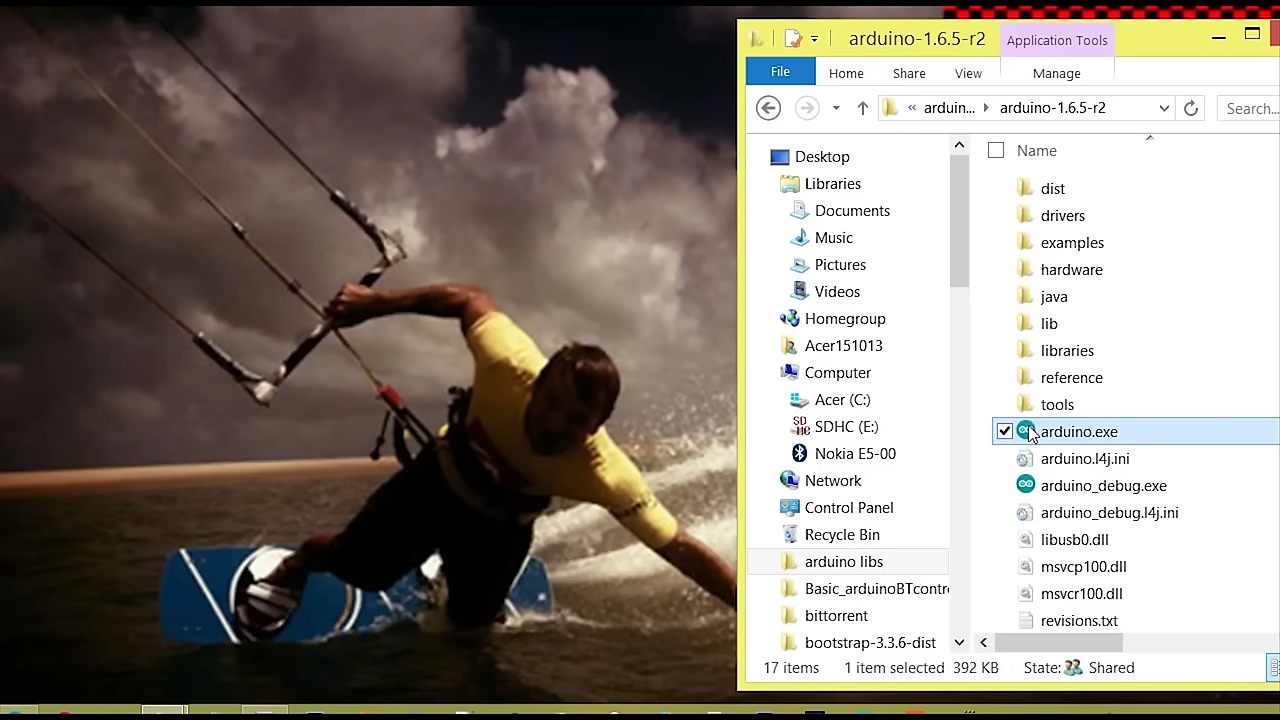 arduino-1.6.5-r2
Application Tools
File
Home
Share
View
Manage
« arduin...
arduino-1.6.5-r2
Search...
Desktop
Libraries
Documents
Music
Pictures
Videos
Homegroup
Acer151013
Computer
Acer (C:)
SDHC (E:)
Nokia E5-00
Network
Control Panel
Recycle Bin
arduino libs
Basic_arduinoBTcontr
bittorrent
bootstrap-3.3.6-dist
Name
dist
drivers
examples
hardware
java
lib
libraries
reference
tools
arduino.exe
arduino.l4j.ini
arduino_debug.exe
arduino_debug.l4j.ini
libusb0.dll
msvcp100.dll
msvcr100.dll
revisions.txt
17 items
1 item selected 392 KB
State: Shared